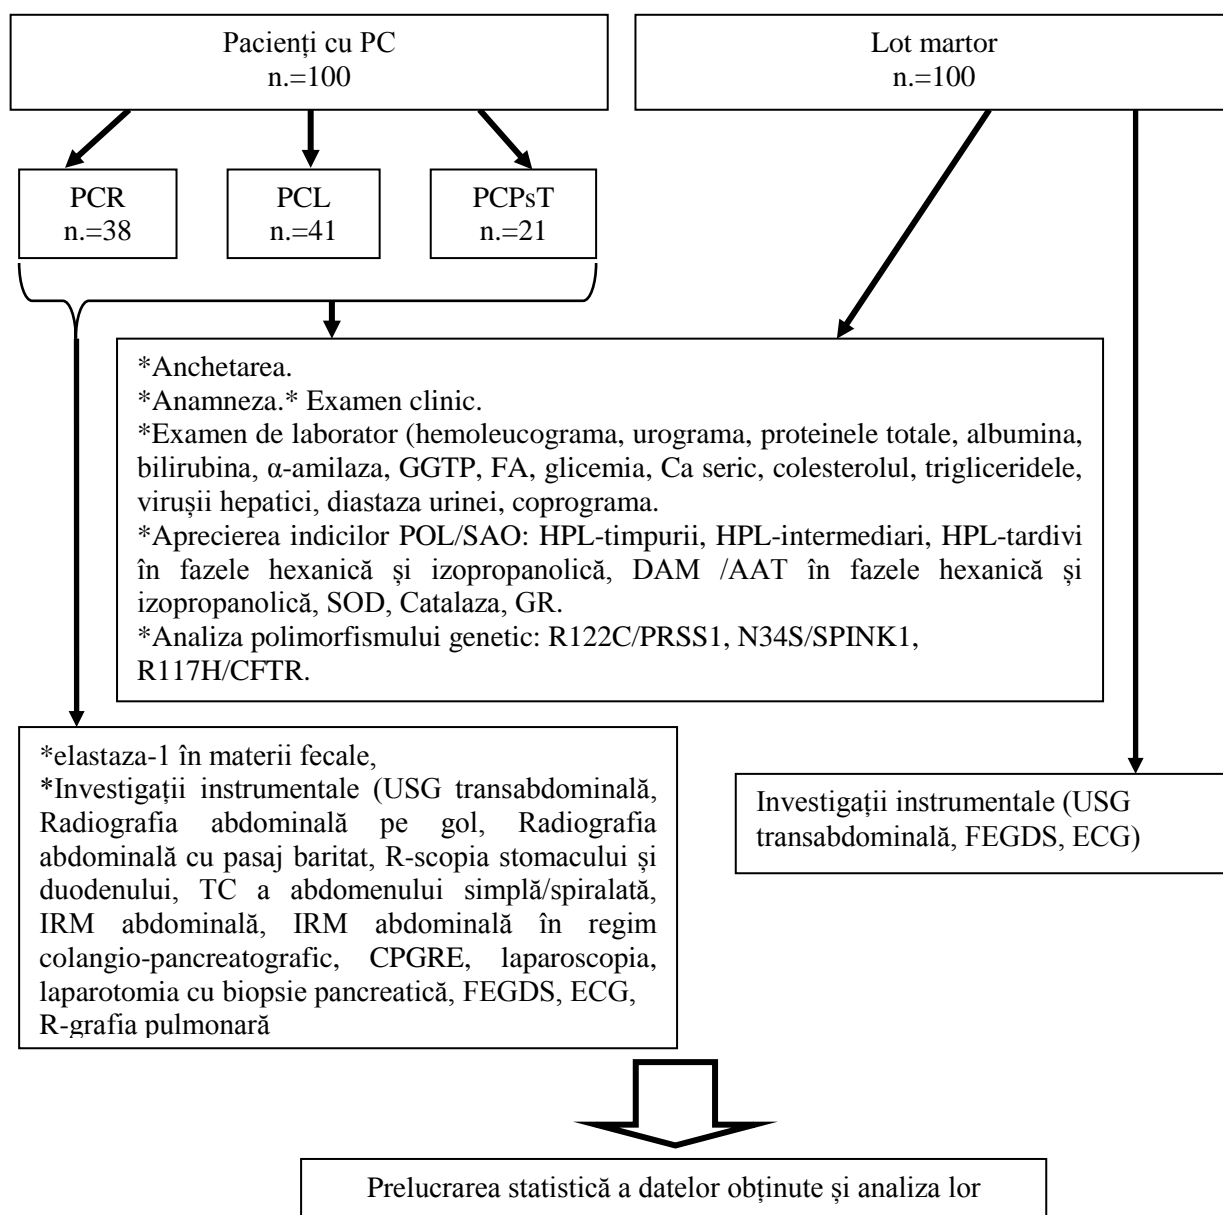 Pacienți cu PC
n.=100
Lot martor
n.=100
PCR
n.=38
PCL
n.=41
PCPsT
n.=21
*Anchetarea.
*Anamneza.* Examen clinic.
*Examen de laborator (hemoleucograma, urograma, proteinele totale, albumina,
bilirubina, α-amilaza, GGTP, FA, glicemia, Ca seric, colesterolul, trigliceridele,
virușii hepatici, diastaza urinei, coprograma.
*Aprecierea indicilor POL/SAO: HPL-timpurii, HPL-intermediari, HPL-tardivi
în fazele hexanică și izopropanolică, DAM /AAT în fazele hexanică și
izopropanolică, SOD, Catalaza, GR.
*Analiza polimorfismului genetic: R122C/PRSS1, N34S/SPINK1,
R117H/CFTR.
*elastaza-1 în materii fecale,
*Investigații instrumentale (USG transabdominală,
Radiografia abdominală pe gol, Radiografia
abdominală cu pasaj baritat, R-scopia stomacului și
duodenului, TC a abdomenului simplă/spiralată,
IRM abdominală, IRM abdominală în regim
colangio-pancreatografic, CPGRE, laparoscopia,
laparotomia cu biopsie pancreatică, FEGDS, ECG,
R-grafia pulmonară
Investigații instrumentale (USG
transabdominală, FEGDS, ECG)
Prelucrarea statistică a datelor obținute și analiza lor